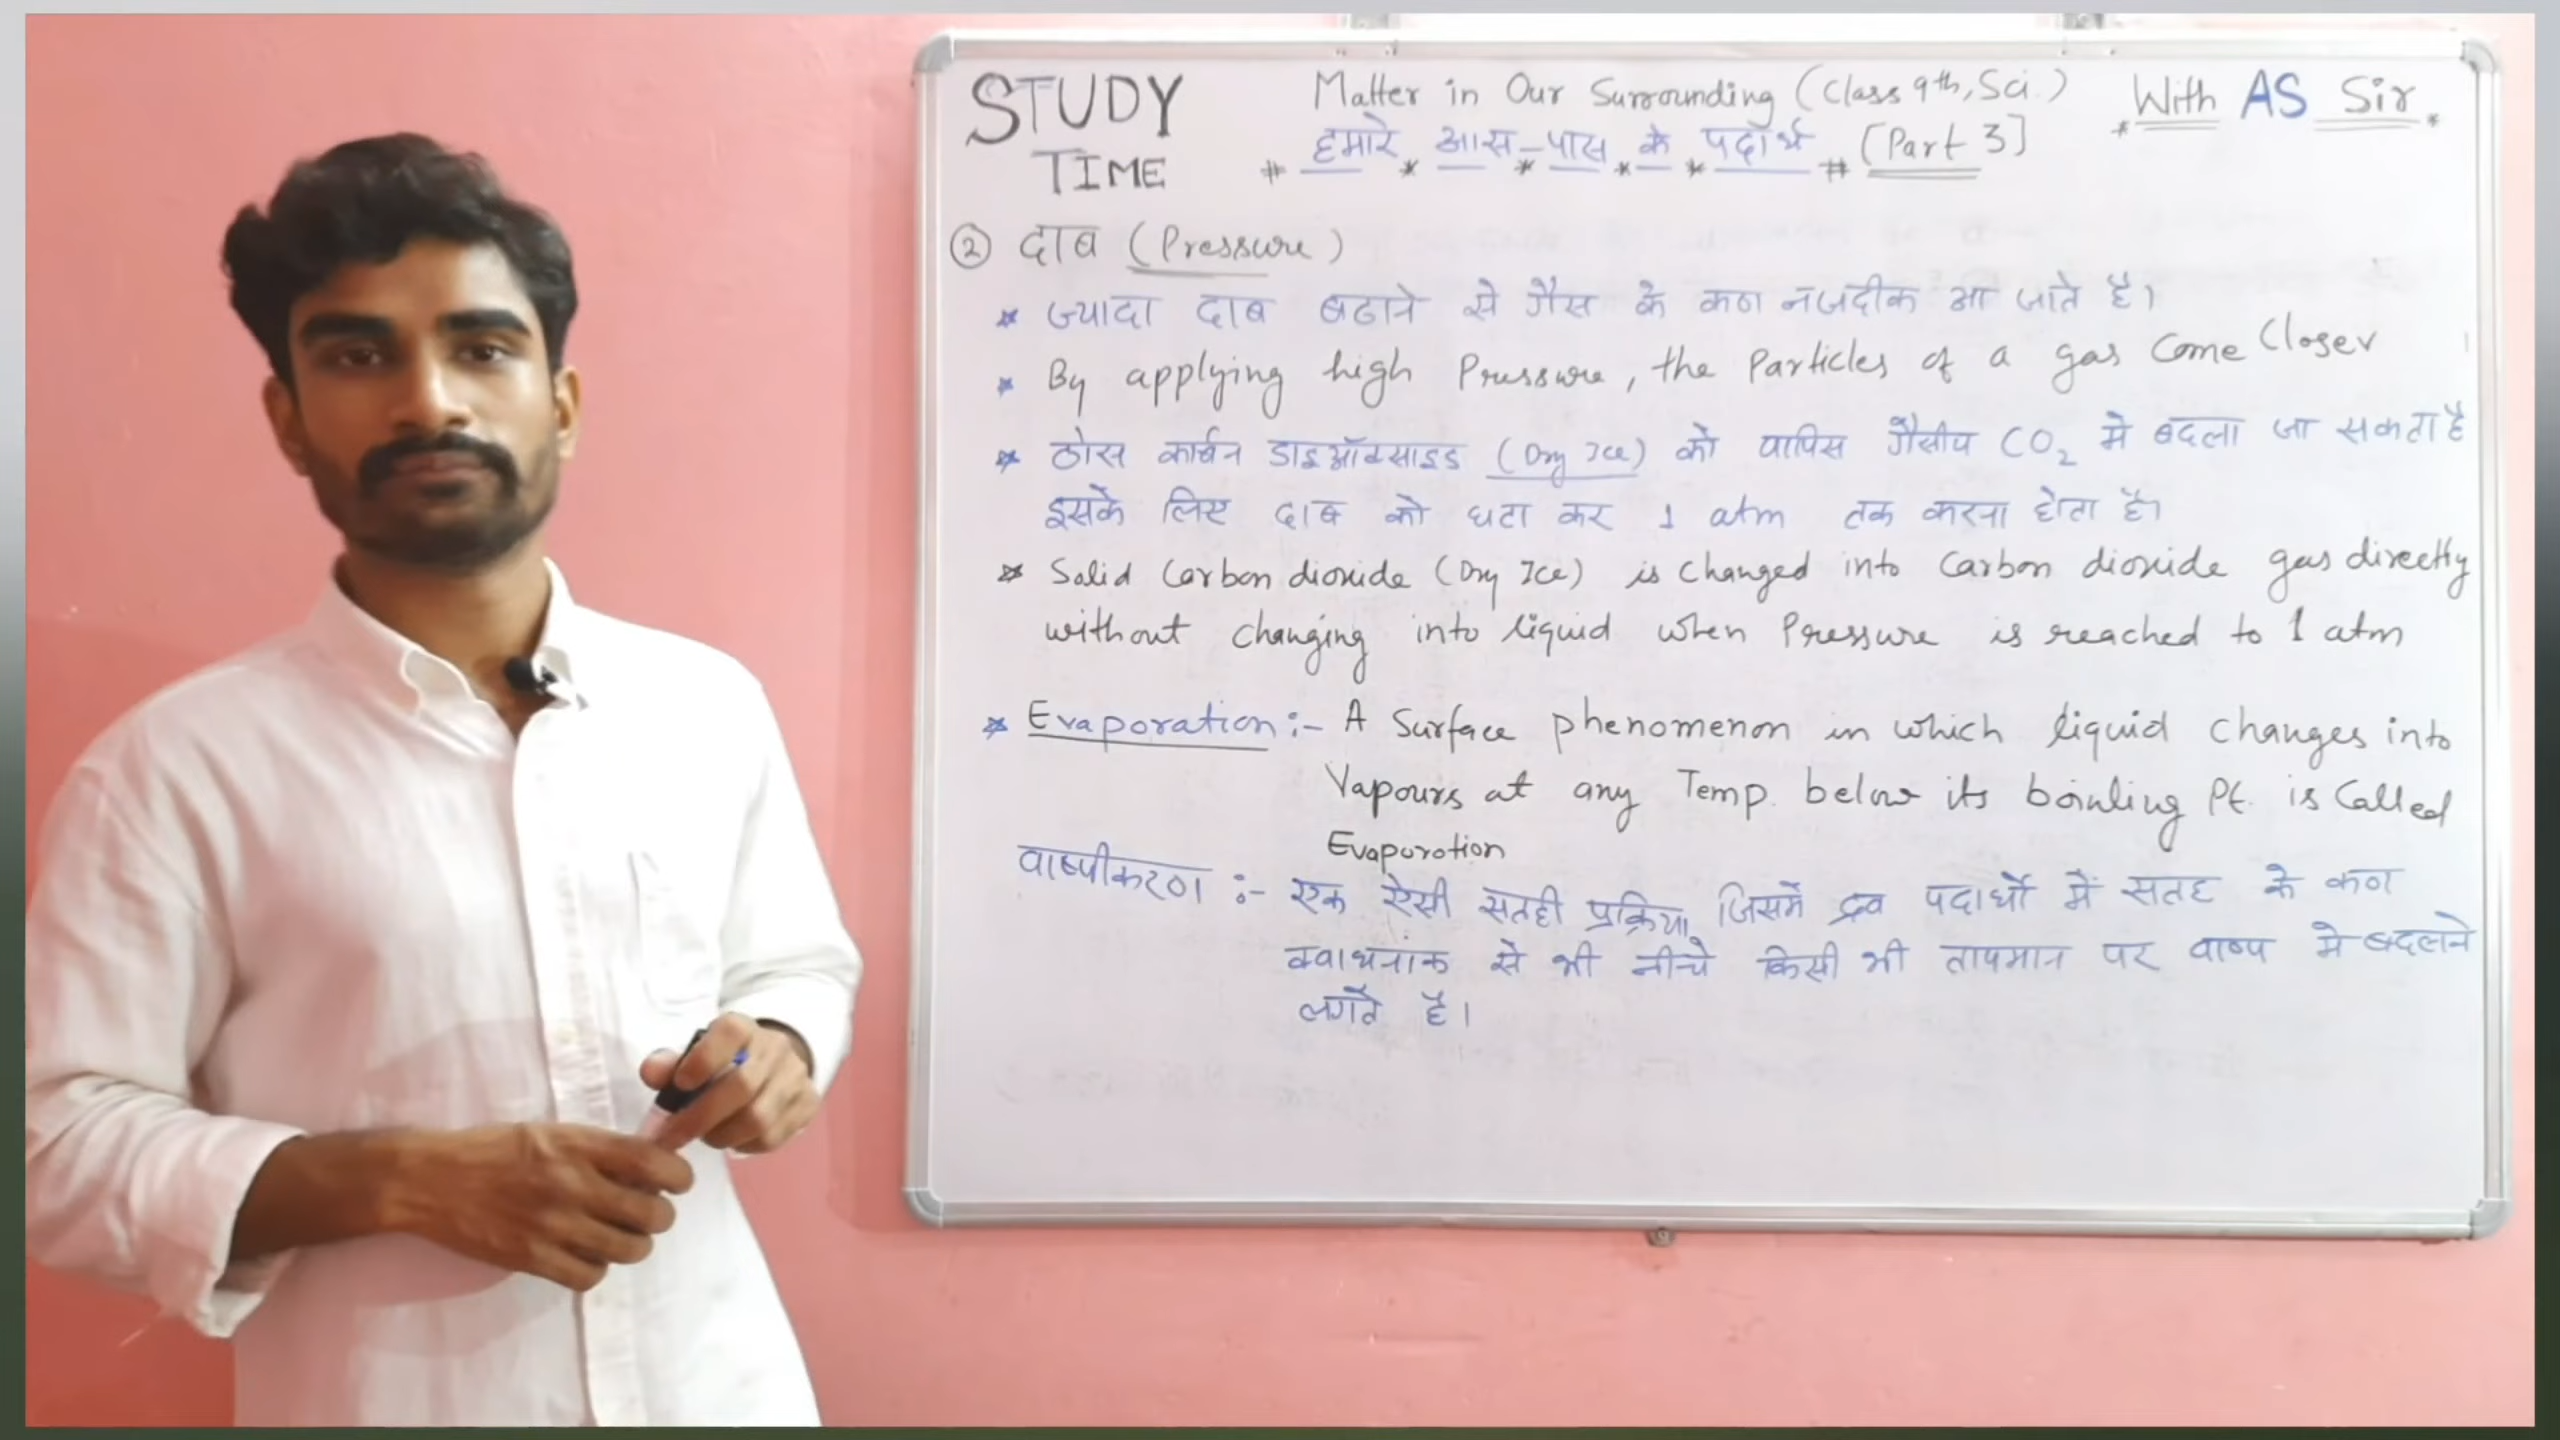 STUDY TIME
Matter in Our Surrounding (Class 9th, Sci.)
With AS Sir
# हमारे * आस - पास * के * पदार्थ # [Part 3]
② दाब (Pressure)
* ज्यादा दाब बढाने से गैस के कण नजदीक आ जाते है।
* By applying high Pressure, the Particles of a gas Come Closer
* ठोस कार्बन डाइऑक्साइड (Dry Ice) को वापिस गैसीय CO₂ मे बदला जा सकता है
इसके लिए दाब को घटा कर 1 atm तक करना होता है।
* Solid Carbon dioxide (Dry Ice) is Changed into Carbon dioxide gas directly
without changing into liquid when Pressure is reached to 1 atm
* Evaporation :- A Surface phenomenon in which liquid changes into
Vapours at any Temp. below its boiuling Pt. is Called
Evaporotion
वाष्पीकरण :- एक ऐसी सतही प्रक्रिया जिसमें द्रव पदार्थो में सतह के कण
क्वाथनांक से भी नीचे किसी भी तापमान पर वाष्प मे बदलने
लगते है।